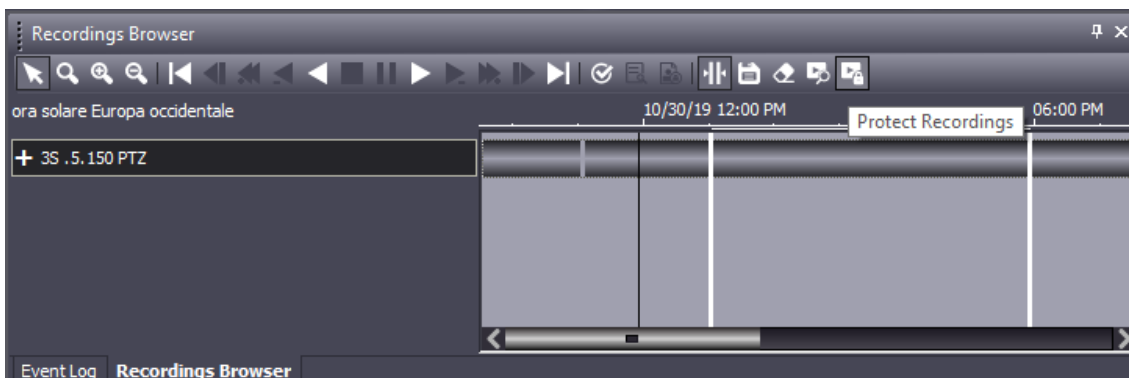 Recordings Browser
ora solare Europa occidentale
10/30/19 12:00 PM
06:00 PM
Protect Recordings
3S .5.150 PTZ
Event Log
Recordings Browser